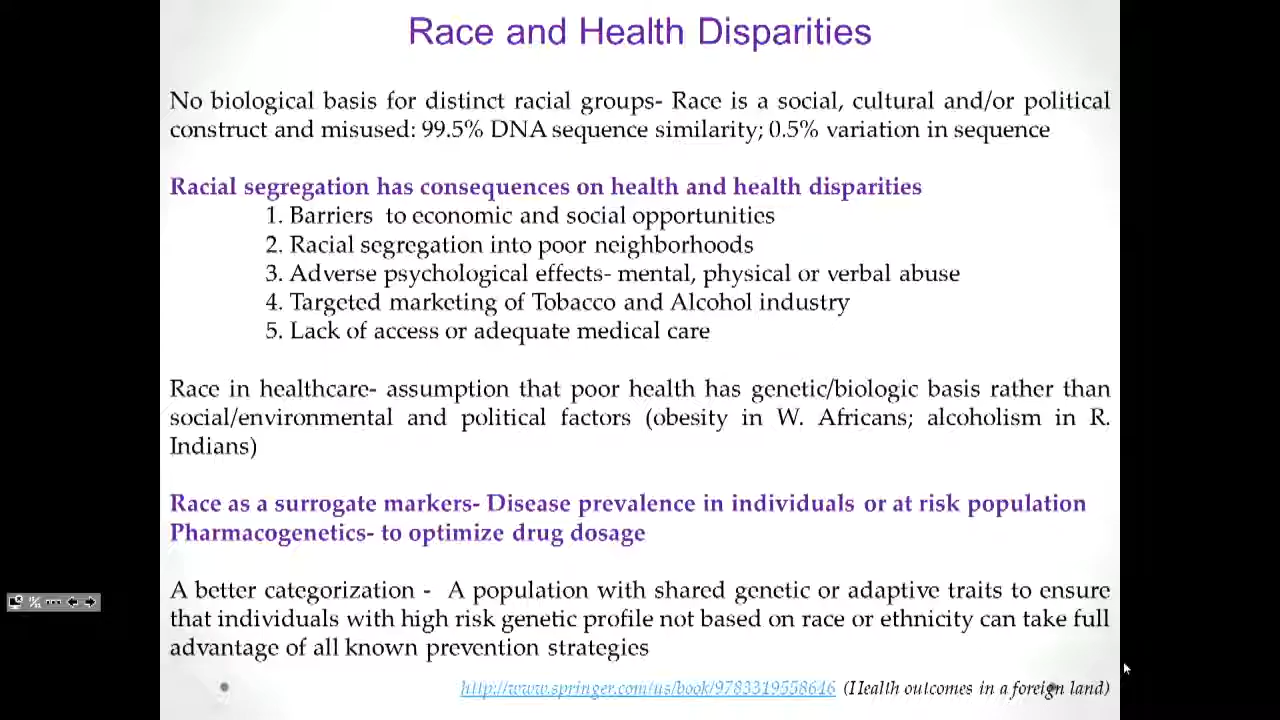 Race and Health Disparities
No biological basis for distinct racial groups- Race is a social, cultural and/or political
construct and misused: 99.5% DNA sequence similarity; 0.5% variation in sequence
Racial segregation has consequences on health and health disparities
1. Barriers to economic and social opportunities
2. Racial segregation into poor neighborhoods
3. Adverse psychological effects- mental, physical or verbal abuse
4. Targeted marketing of Tobacco and Alcohol industry
5. Lack of access or adequate medical care
Race in healthcare- assumption that poor health has genetic/biologic basis rather than
social/environmental and political factors (obesity in W. Africans; alcoholism in R.
Indians)
Race as a surrogate markers- Disease prevalence in individuals or at risk population
Pharmacogenetics- to optimize drug dosage
A better categorization - A population with shared genetic or adaptive traits to ensure
that individuals with high risk genetic profile not based on race or ethnicity can take full
advantage of all known prevention strategies
http://www.springer.com/us/book/9783319558646 (Health outcomes in a foreign land)